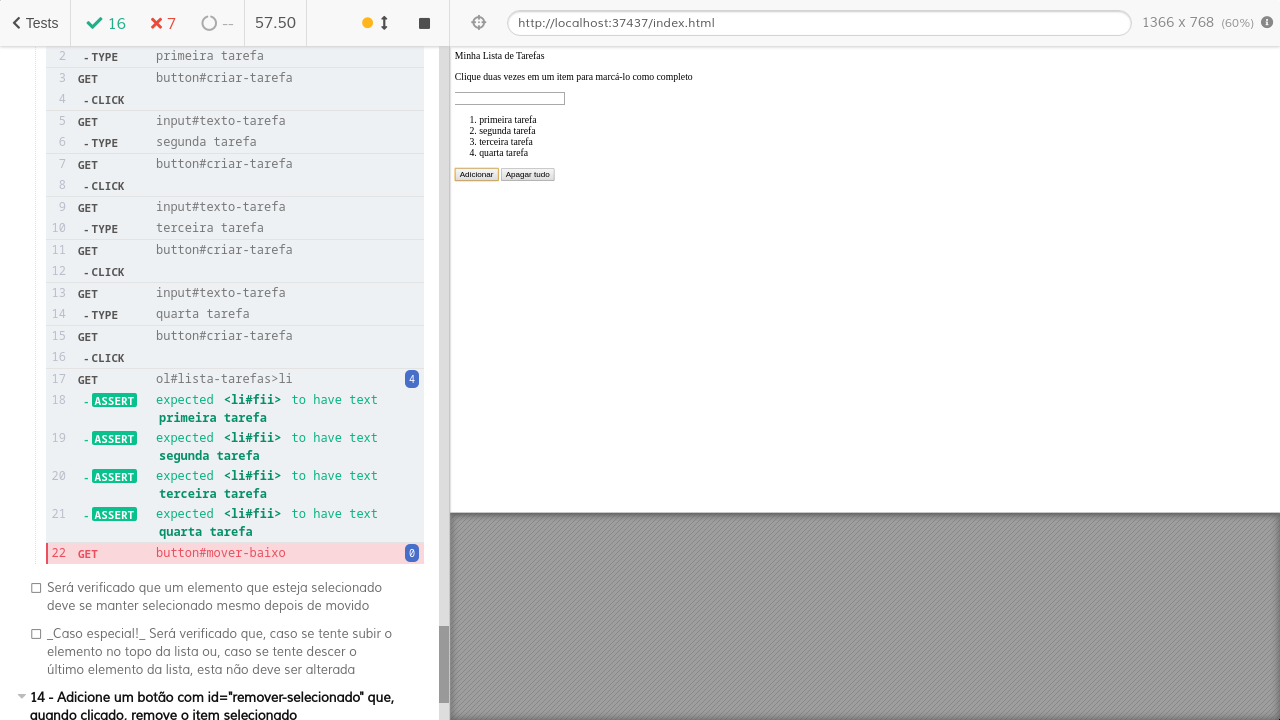 Tests 16 7 -- 57.50 http://localhost:37437/index.html 1366 x 768 (60%)
2 - TYPE primeira tarefa
3 GET button#criar-tarefa
4 - CLICK
5 GET input#texto-tarefa
6 - TYPE segunda tarefa
7 GET button#criar-tarefa
8 - CLICK
9 GET input#texto-tarefa
10 - TYPE terceira tarefa
11 GET button#criar-tarefa
12 - CLICK
13 GET input#texto-tarefa
14 - TYPE quarta tarefa
15 GET button#criar-tarefa
16 - CLICK
17 GET ol#lista-tarefas>li 4
18 - ASSERT expected <li#fii> to have text
primeira tarefa
19 - ASSERT expected <li#fii> to have text
segunda tarefa
20 - ASSERT expected <li#fii> to have text
terceira tarefa
21 - ASSERT expected <li#fii> to have text
quarta tarefa
22 GET button#mover-baixo 0
Será verificado que um elemento que esteja selecionado
deve se manter selecionado mesmo depois de movido
_Caso especial!_ Será verificado que, caso se tente subir o
elemento no topo da lista ou, caso se tente descer o
último elemento da lista, esta não deve ser alterada
14 - Adicione um botão com id="remover-selecionado" que,
quando clicado, remove o item selecionado
Minha Lista de Tarefas
Clique duas vezes em um item para marcá-lo como completo
1. primeira tarefa
2. segunda tarefa
3. terceira tarefa
4. quarta tarefa
Adicionar Apagar tudo